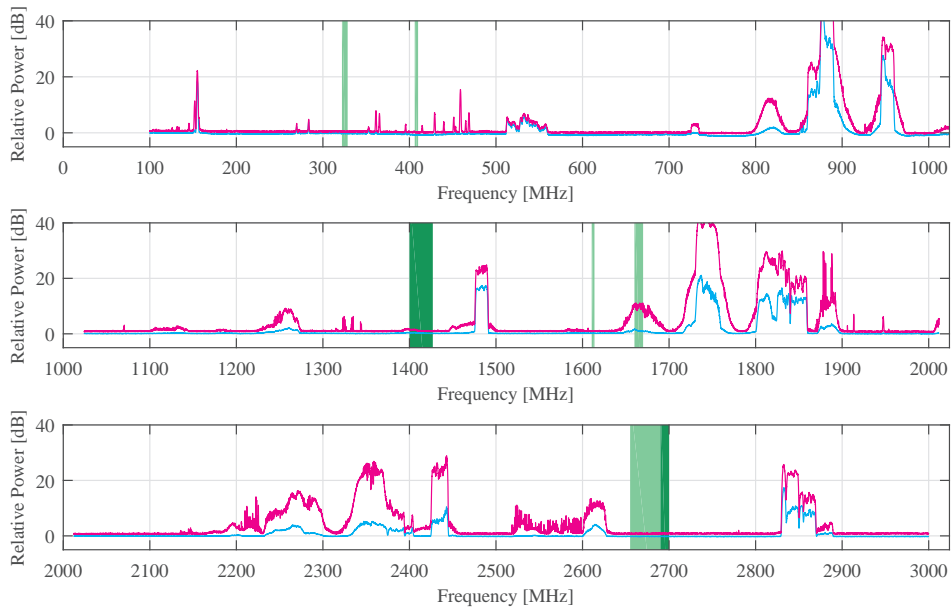 Relative Power [dB]
40
20
0
0 100 200 300 400 500 600 700 800 900 1000
Frequency [MHz]
Relative Power [dB]
40
20
0
1000 1100 1200 1300 1400 1500 1600 1700 1800 1900 2000
Frequency [MHz]
Relative Power [dB]
40
20
0
2000 2100 2200 2300 2400 2500 2600 2700 2800 2900 3000
Frequency [MHz]